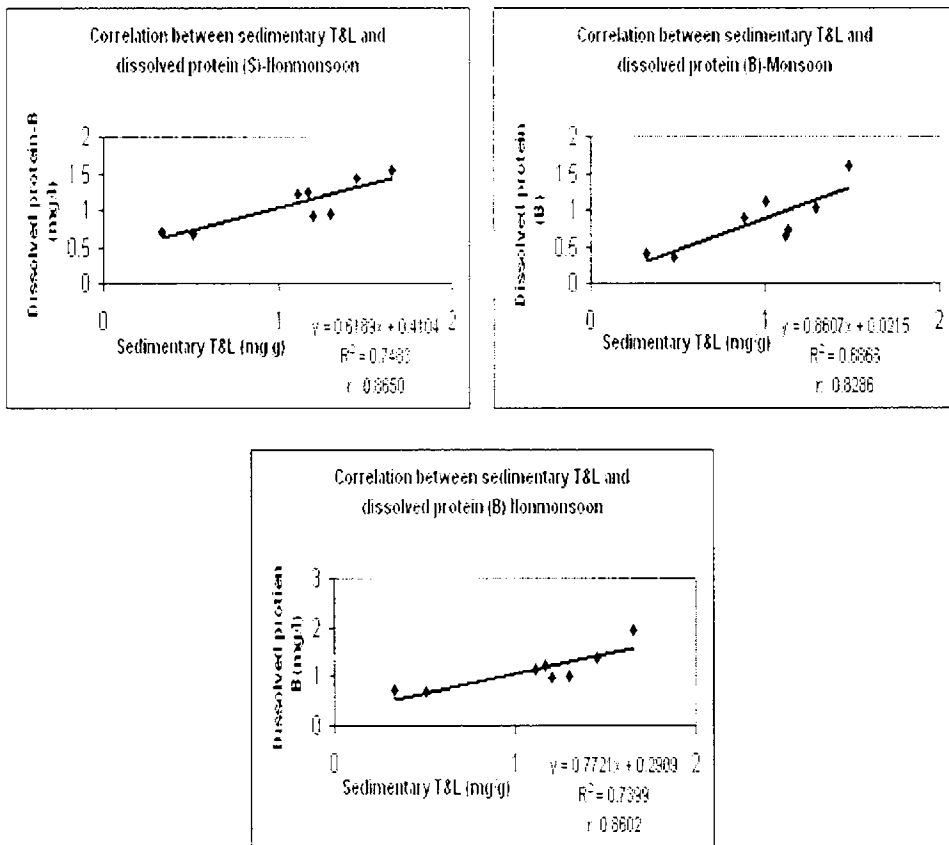 Correlation between sedimentary T&L and
dissolved protein (S)-Nonmonsoon
Dissolved protein-B
(mg/l)
2
1.5
1
0.5
0
0
1
2
Sedimentary T&L (mg/g)
y = 0.6189x + 0.4104
R² = 0.7483
r 0.8650
Correlation between sedimentary T&L and
dissolved protein (B)-Monsoon
Dissolved protein
(B)
2
1.5
1
0.5
0
0
1
2
Sedimentary T&L (mg/g)
y = 0.8607x + 0.0215
R² =
r: 0.8286
Correlation between sedimentary T&L and
dissolved protein (B) Nonmonsoon
Dissolved protien
B (mg/l)
3
2
1
0
0
1
2
Sedimentary T&L (mg/g)
y = 0.7721x + 0.2909
R² = 0.7399
r 0.8602